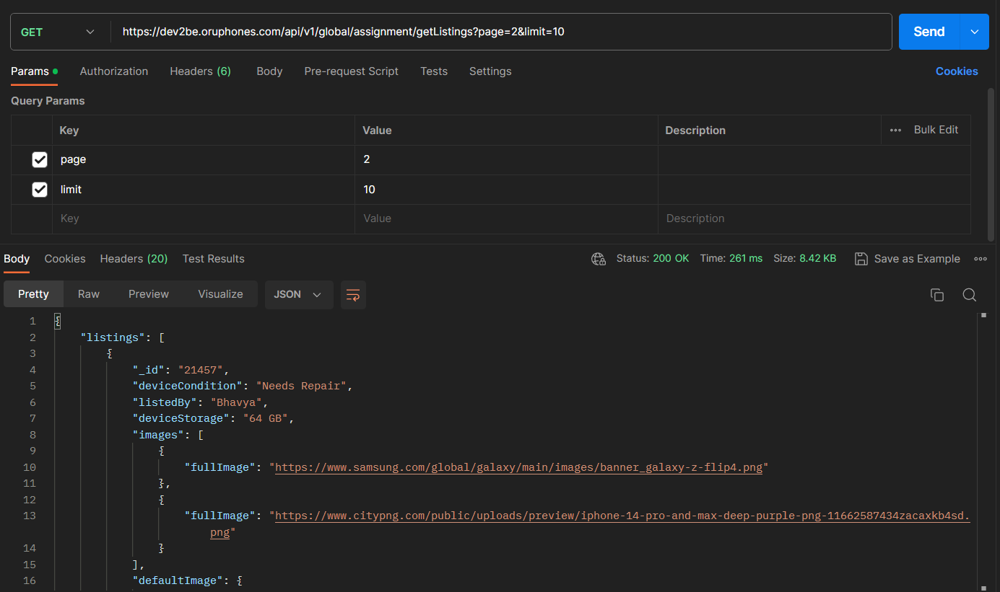 GET https://dev2be.oruphones.com/api/v1/global/assignment/getListings?page=2&limit=10 Send
Params Authorization Headers (6) Body Pre-request Script Tests Settings Cookies
Query Params
Key Value Description ••• Bulk Edit
page 2
limit 10
Key Value Description
Body Cookies Headers (20) Test Results Status: 200 OK Time: 261 ms Size: 8.42 KB Save as Example •••
Pretty Raw Preview Visualize JSON
1 {
2 "listings": [
3 {
4 "_id": "21457",
5 "deviceCondition": "Needs Repair",
6 "listedBy": "Bhavya",
7 "deviceStorage": "64 GB",
8 "images": [
9 {
10 "fullImage": "https://www.samsung.com/global/galaxy/main/images/banner_galaxy-z-flip4.png"
11 },
12 {
13 "fullImage": "https://www.citypng.com/public/uploads/preview/iphone-14-pro-and-max-deep-purple-png-11662587434zacaxkb4sd.
png"
14 }
15 ],
16 "defaultImage": {